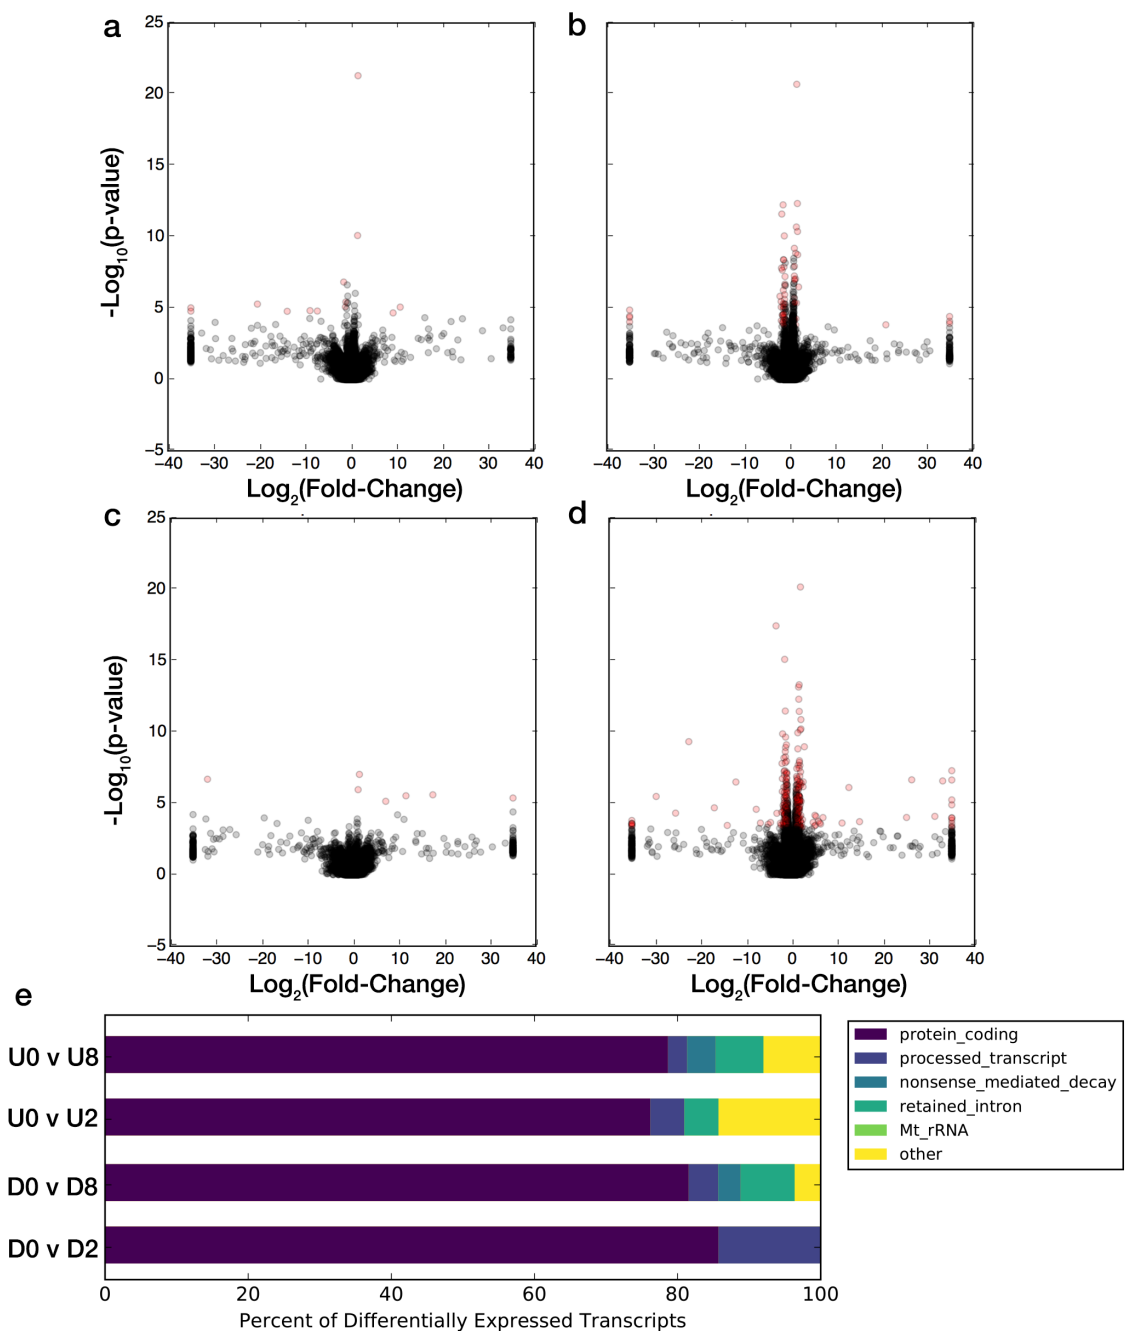 a
25
20
15
10
5
0
−5
−40 −30 −20 −10 0 10 20 30 40
-Log10(p-value)
Log2(Fold-Change)
b
−40 −30 −20 −10 0 10 20 30 40
Log2(Fold-Change)
c
25
20
15
10
5
0
−5
−40 −30 −20 −10 0 10 20 30 40
-Log10(p-value)
Log2(Fold-Change)
d
−40 −30 −20 −10 0 10 20 30 40
Log2(Fold-Change)
e
U0 v U8
U0 v U2
D0 v D8
D0 v D2
0 20 40 60 80 100
Percent of Differentially Expressed Transcripts
protein_coding
processed_transcript
nonsense_mediated_decay
retained_intron
Mt_rRNA
other